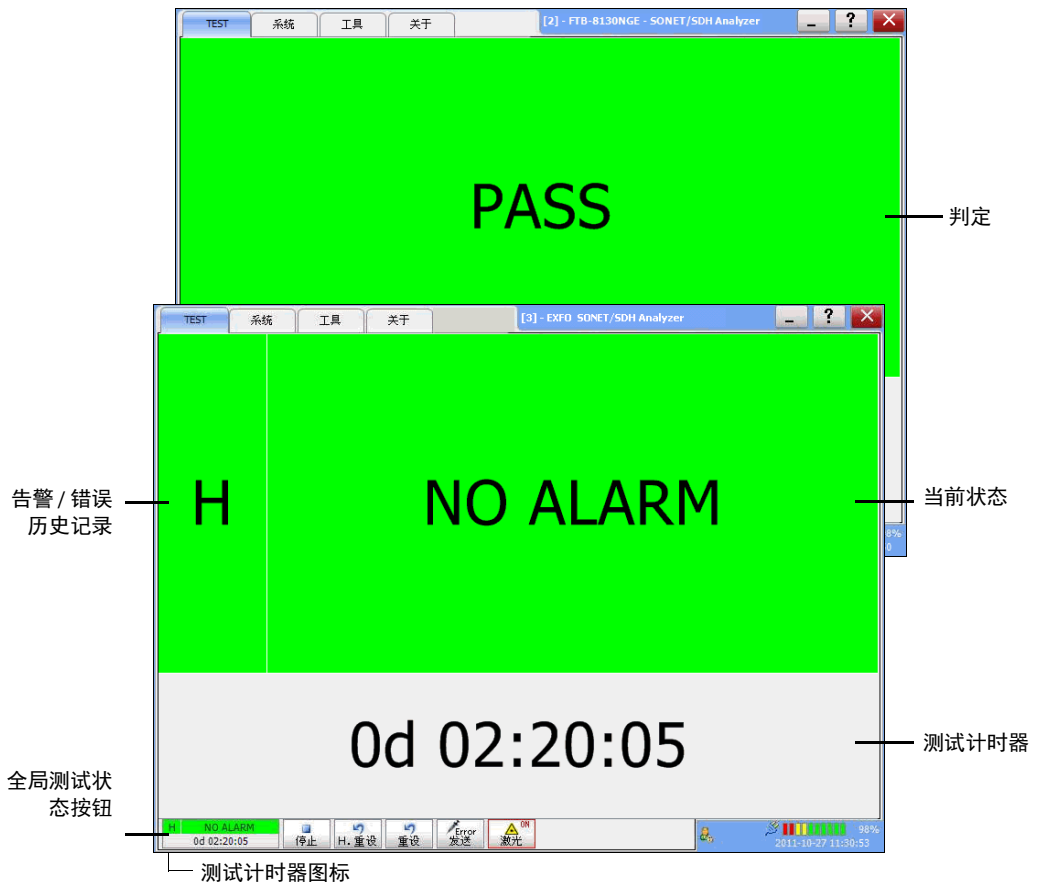 TEST 系统 工具 关于 [2] - FTB-8130NGE - SONET/SDH Analyzer _ ? X
PASS
判定
TEST 系统 工具 关于 [3] - EXFO SONET/SDH Analyzer _ ? X
告警 / 错误
历史记录
H
NO ALARM
当前状态
8%
0
0d 02:20:05
测试计时器
全局测试状
态按钮
H NO ALARM
0d 02:20:05
停止
H. 重设
重设
Error
发送
ON
激光
98%
2011-10-27 11:30:53
测试计时器图标